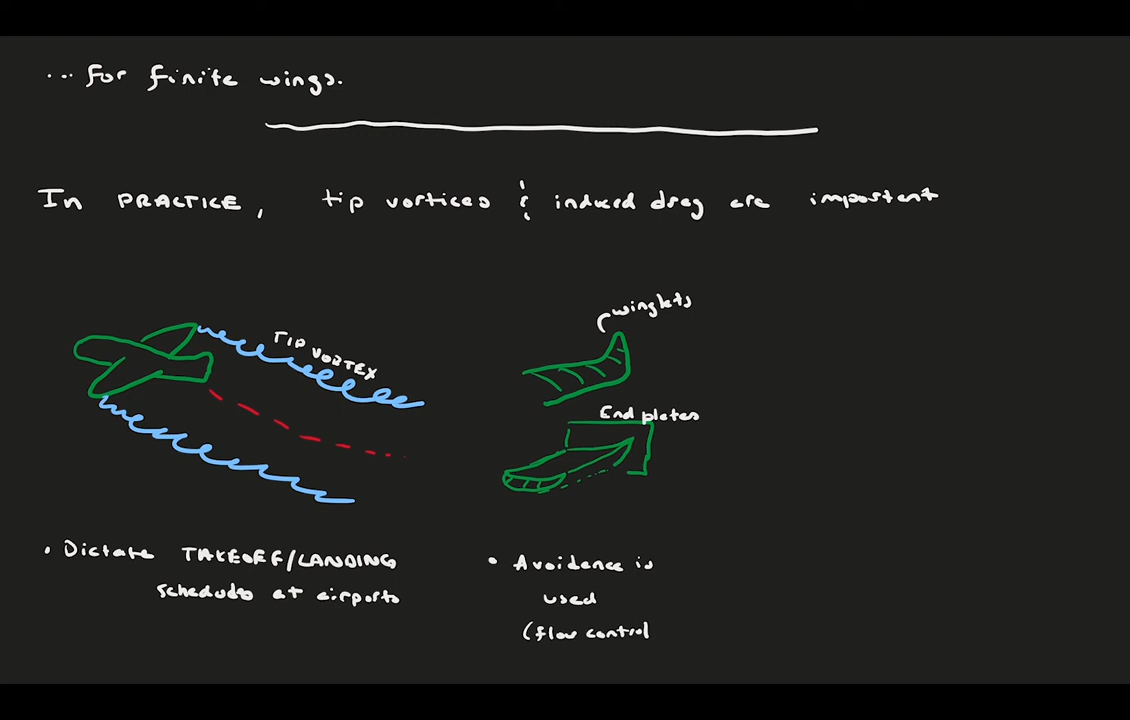 ... for finite wings.
In PRACTICE, tip vortices & induced drag are important
winglets
TIP VORTEX
End plates
• Dictate TAKEOFF/LANDING
schedules at airports
• Avoidance is
used
(flow control